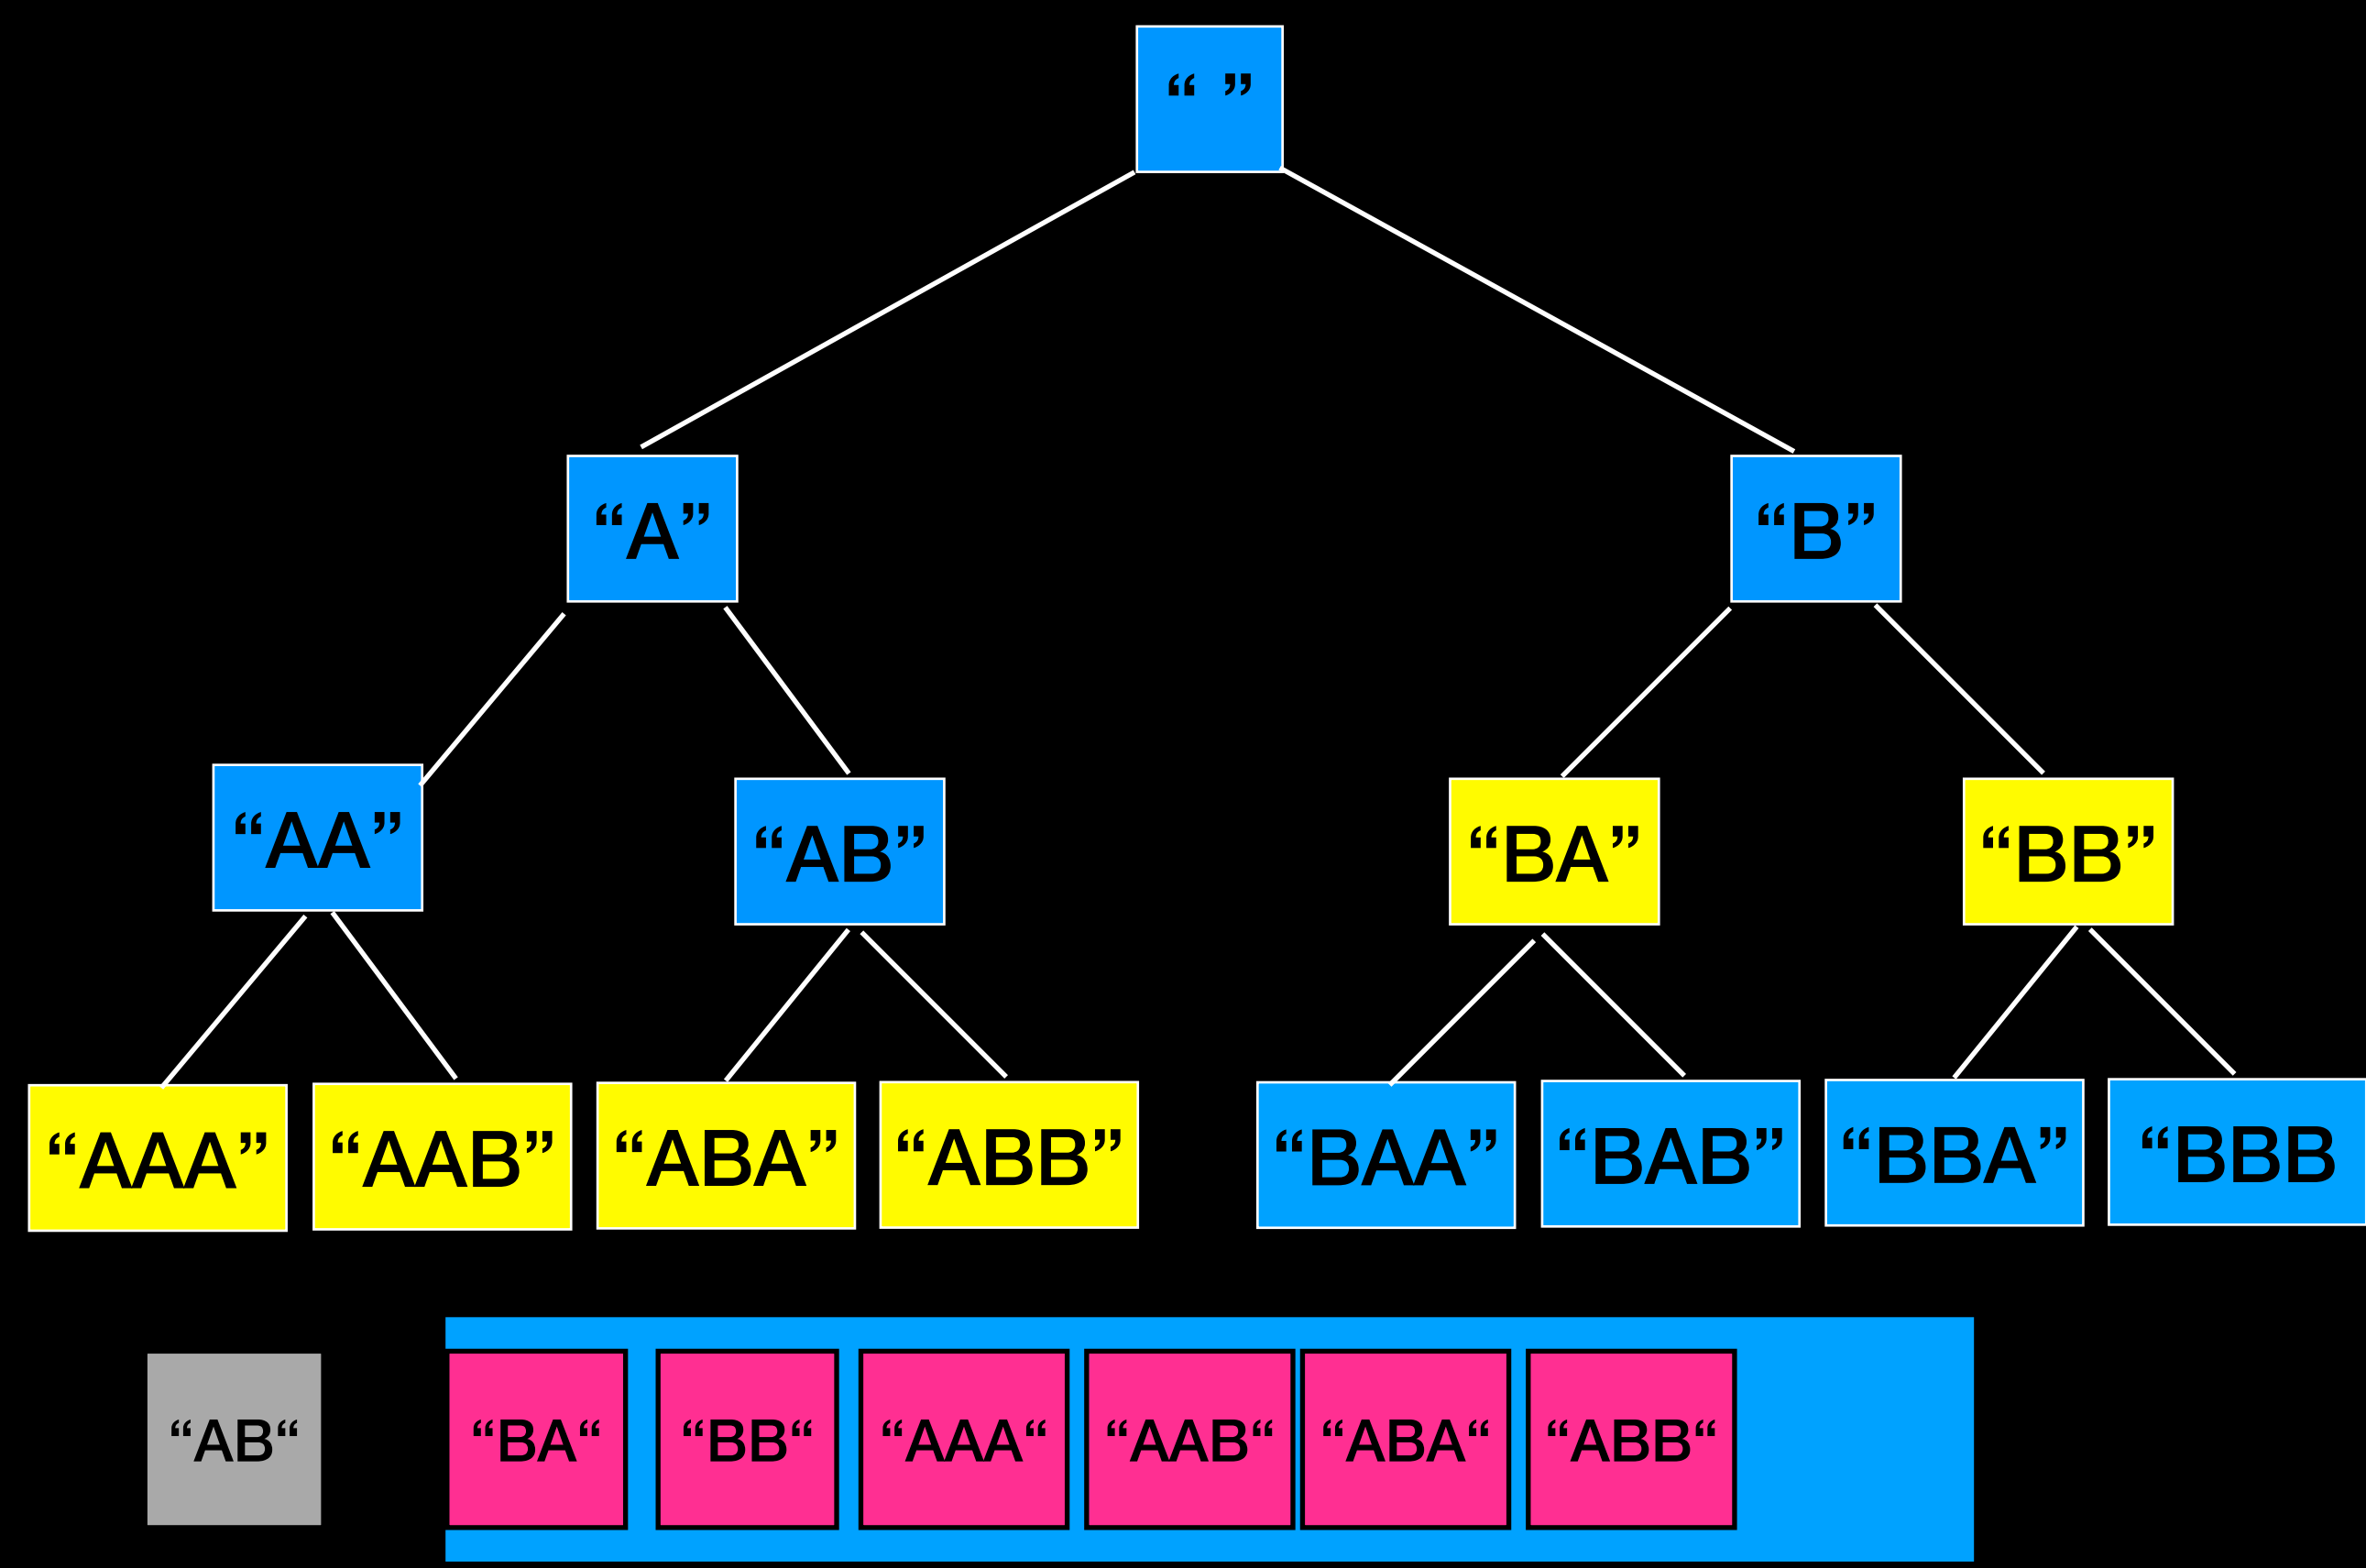 “ ”
“A”
“B”
“AA”
“AB”
“BA”
“BB”
“AAA”
“AAB”
“ABA”
“ABB”
“BAA”
“BAB”
“BBA”
“BBB
“AB“
“BA“
“BB“
“AAA“
“AAB“
“ABA“
“ABB“